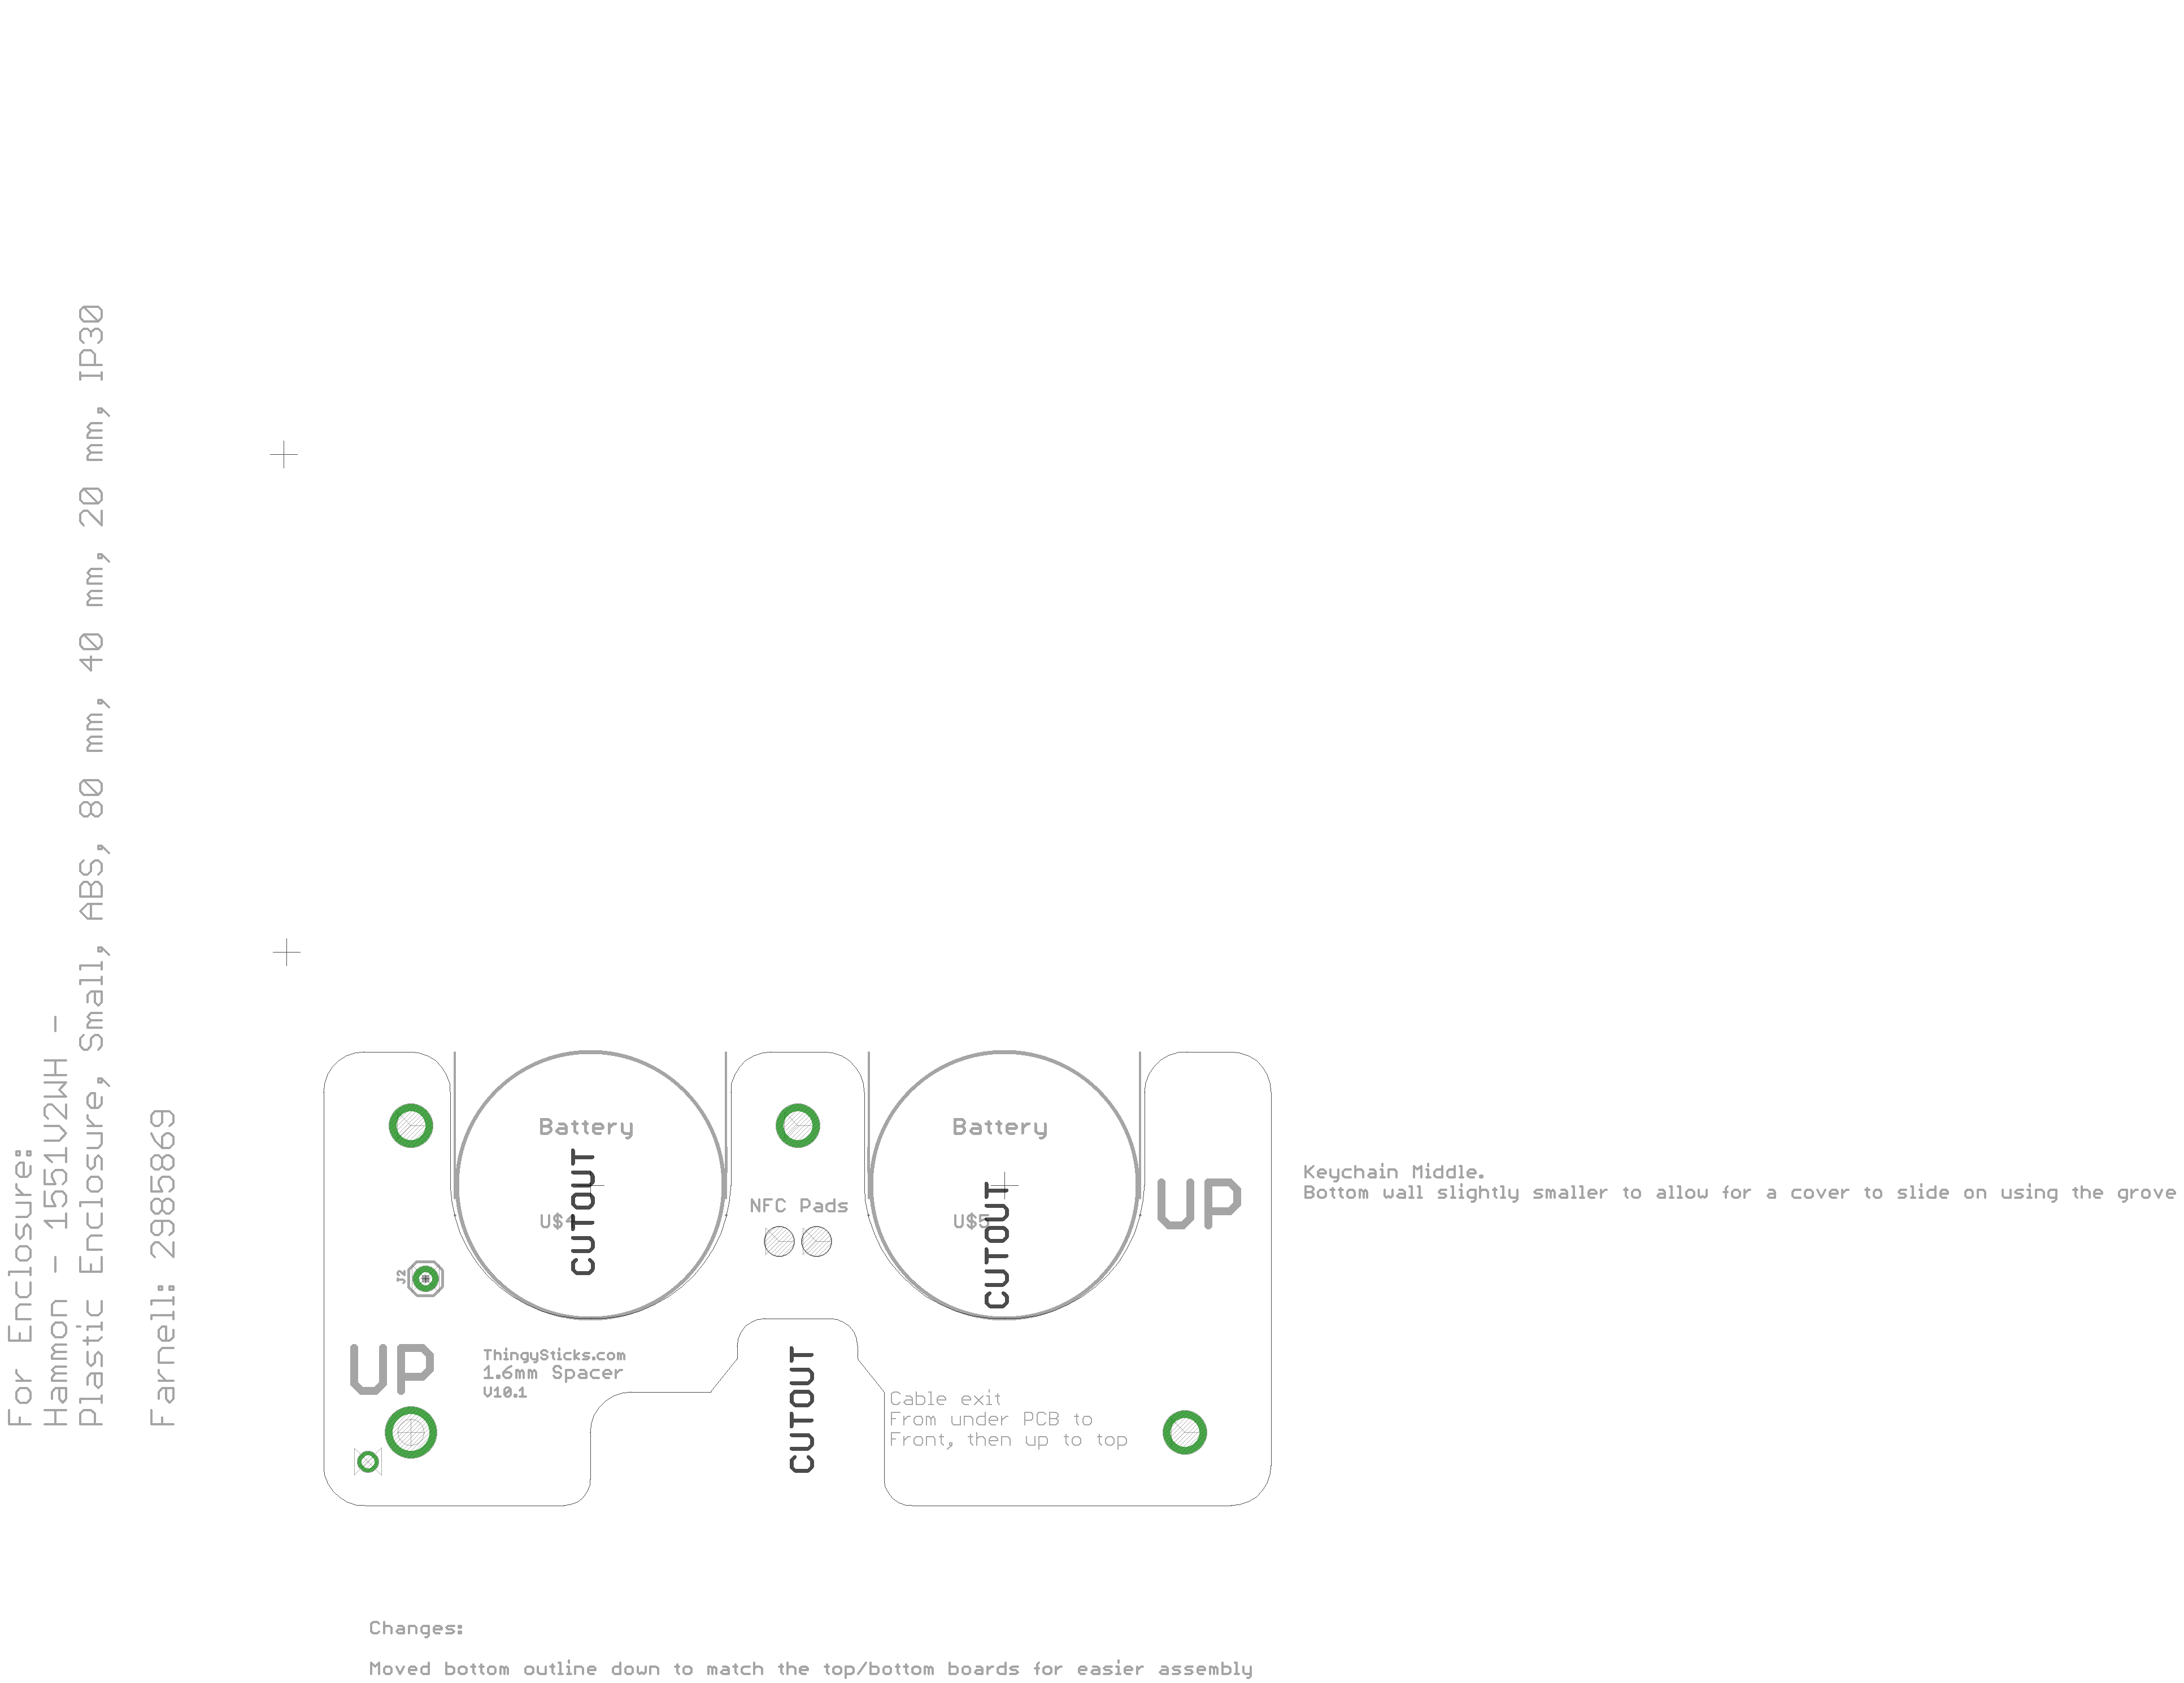 For Enclosure:
Hammon - 1551V2WH -
Plastic Enclosure, Small, ABS, 80 mm, 40 mm, 20 mm, IP30
Farnell: 2985869
Battery
CUTOUT
U$4
NFC Pads
Battery
CUTOUT
U$5
UP
Keychain Middle.
Bottom wall slightly smaller to allow for a cover to slide on using the grove
J2
UP
ThingySticks.com
1.6mm Spacer
V10.1
CUTOUT
Cable exit
From under PCB to
Front, then up to top
Changes:
Moved bottom outline down to match the top/bottom boards for easier assembly